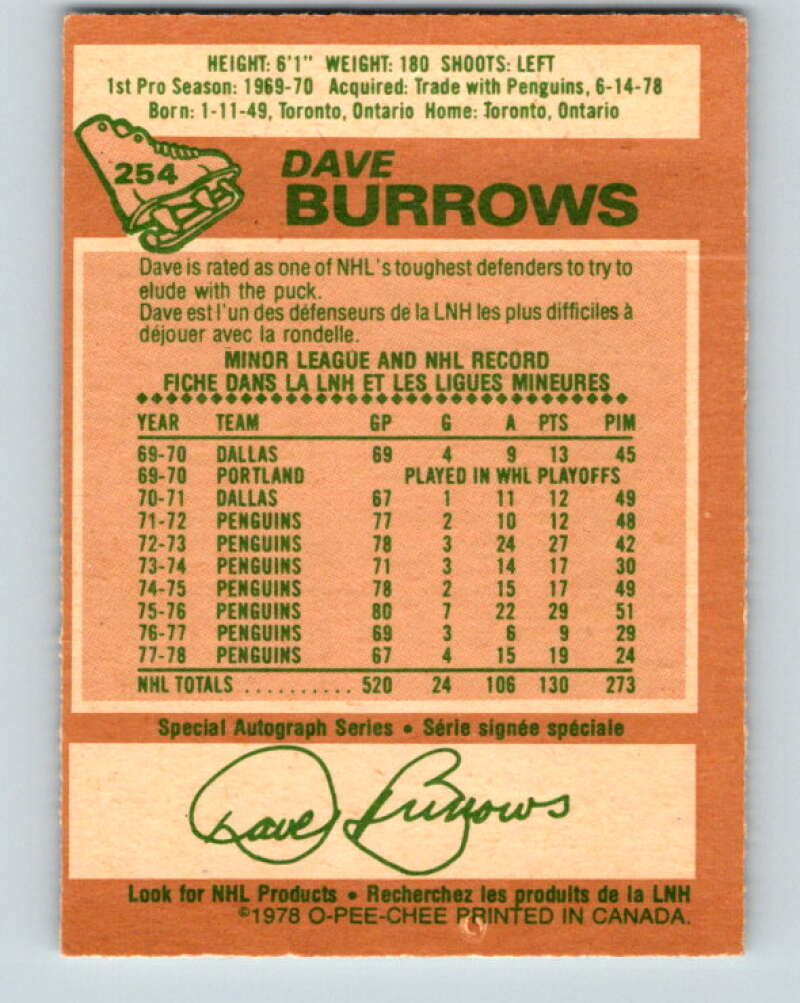 HEIGHT: 6'1" WEIGHT: 180 SHOOTS: LEFT
1st Pro Season: 1969-70 Acquired: Trade with Penguins, 6-14-78
Born: 1-11-49, Toronto, Ontario Home: Toronto, Ontario
254
DAVE
BURROWS
Dave is rated as one of NHL's toughest defenders to try to
elude with the puck.
Dave est l'un des défenseurs de la LNH les plus difficiles à
déjouer avec la rondelle.
MINOR LEAGUE AND NHL RECORD
FICHE DANS LA LNH ET LES LIGUES MINEURES
YEAR TEAM GP G A PTS PIM
69-70 DALLAS 69 4 9 13 45
69-70 PORTLAND PLAYED IN WHL PLAYOFFS
70-71 DALLAS 67 1 11 12 49
71-72 PENGUINS 77 2 10 12 48
72-73 PENGUINS 78 3 24 27 42
73-74 PENGUINS 71 3 14 17 30
74-75 PENGUINS 78 2 15 17 49
75-76 PENGUINS 80 7 22 29 51
76-77 PENGUINS 69 3 6 9 29
77-78 PENGUINS 67 4 15 19 24
NHL TOTALS .......... 520 24 106 130 273
Special Autograph Series • Série signée spéciale
Dave Burrows
Look for NHL Products • Recherchez les produits de la LNH
©1978 O-PEE-CHEE PRINTED IN CANADA.